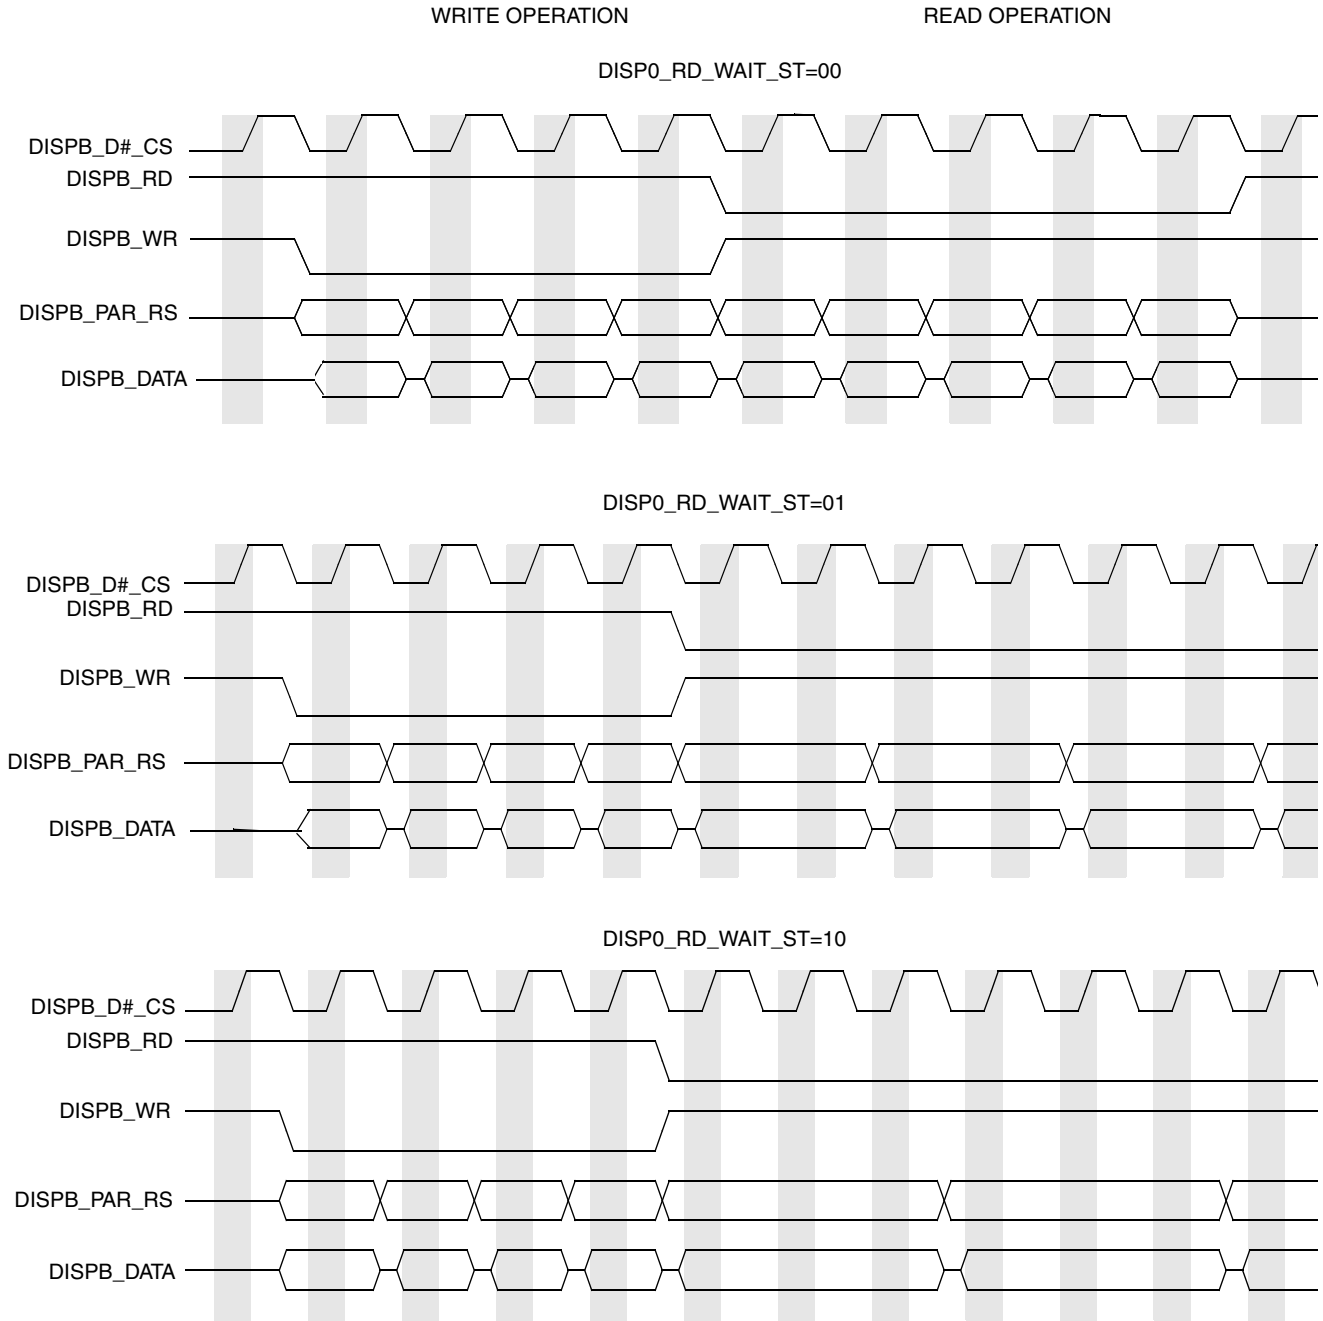 WRITE OPERATION READ OPERATION
DISP0_RD_WAIT_ST=00
DISPB_D#_CS
DISPB_RD
DISPB_WR
DISPB_PAR_RS
DISPB_DATA
DISP0_RD_WAIT_ST=01
DISPB_D#_CS
DISPB_RD
DISPB_WR
DISPB_PAR_RS
DISPB_DATA
DISP0_RD_WAIT_ST=10
DISPB_D#_CS
DISPB_RD
DISPB_WR
DISPB_PAR_RS
DISPB_DATA